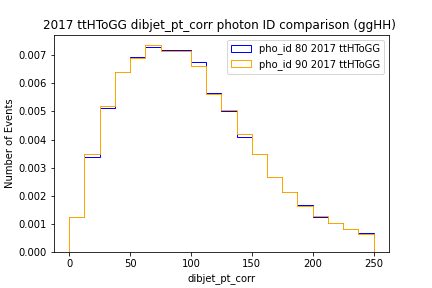 2017 ttHToGG dibjet_pt_corr photon ID comparison (ggHH)
pho_id 80 2017 ttHToGG
pho_id 90 2017 ttHToGG
Number of Events
0.007
0.006
0.005
0.004
0.003
0.002
0.001
0.000
0 50 100 150 200 250
dibjet_pt_corr